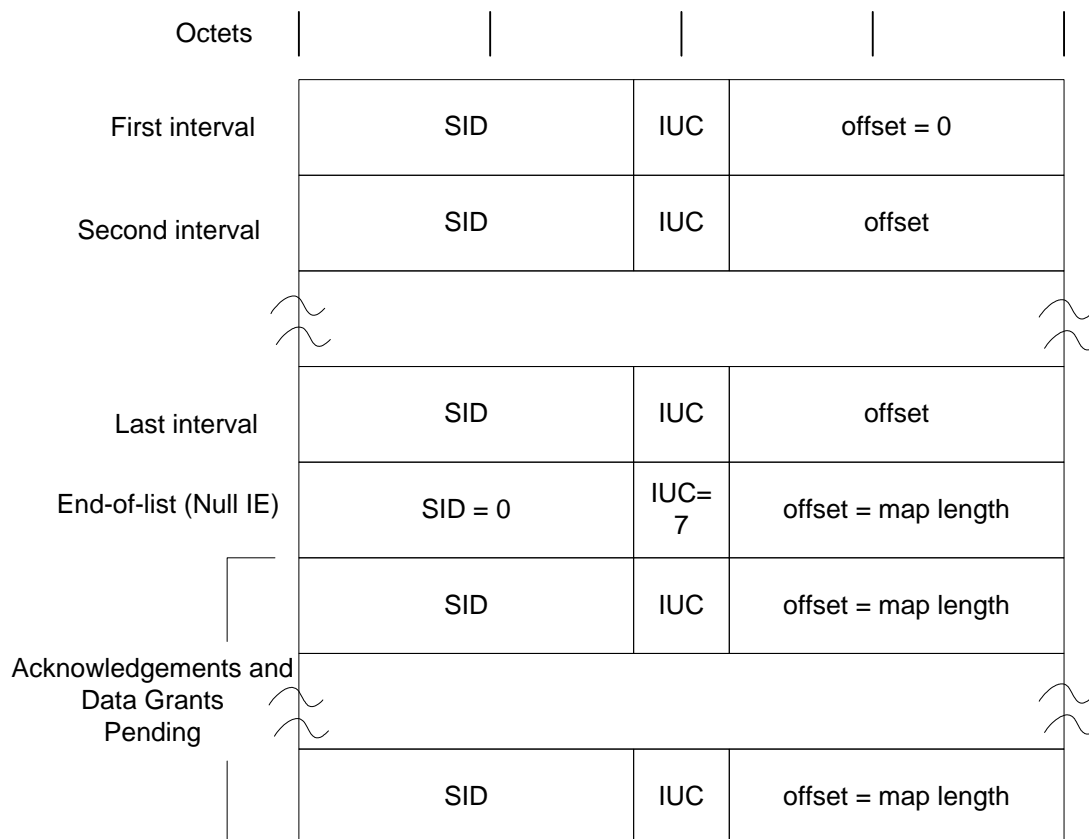 Octets
First interval SID IUC offset = 0
Second interval SID IUC offset
Last interval SID IUC offset
End-of-list (Null IE) SID = 0 IUC=
7 offset = map length
SID IUC offset = map length
Acknowledgements and
Data Grants
Pending
SID IUC offset = map length